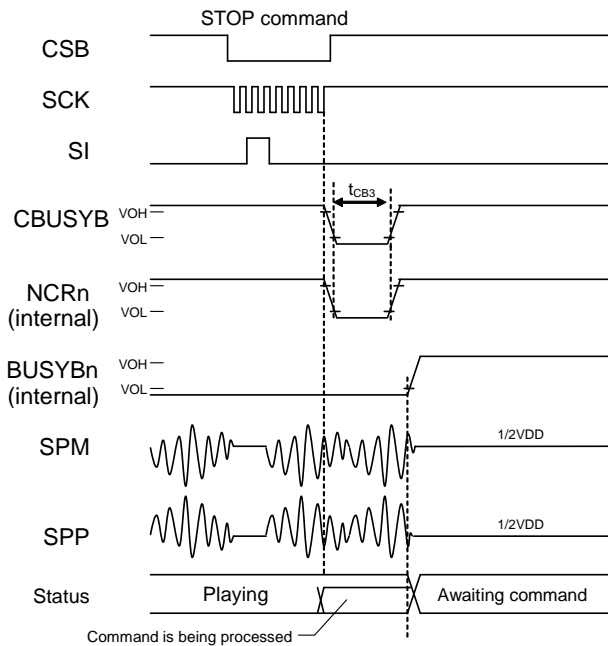 STOP command
CSB
SCK
SI
tCB3
CBUSYB
VOH
VOL
NCRn
(internal)
VOH
VOL
BUSYBn
(internal)
VOH
VOL
SPM
1/2VDD
SPP
1/2VDD
Status
Playing
Awaiting command
Command is being processed